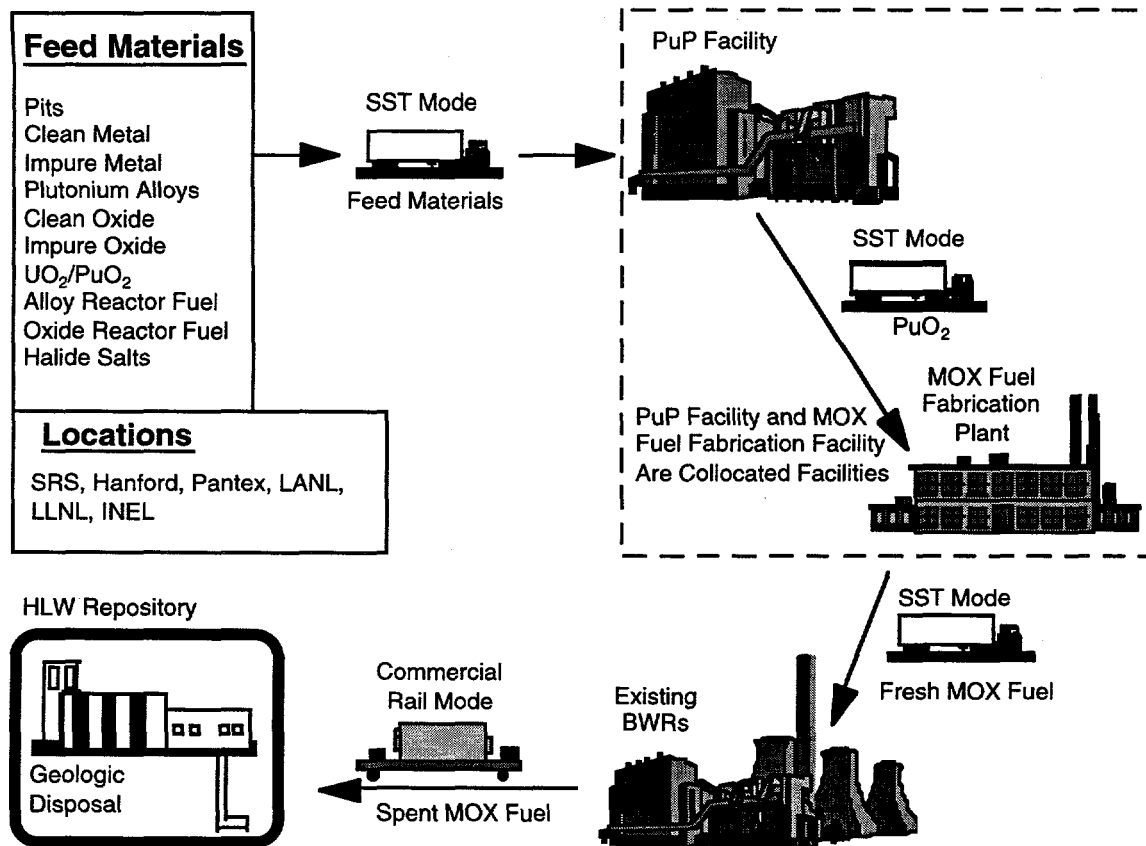 Feed Materials
Pits
Clean Metal
Impure Metal
Plutonium Alloys
Clean Oxide
Impure Oxide
UO₂/PuO₂
Alloy Reactor Fuel
Oxide Reactor Fuel
Halide Salts
Locations
SRS, Hanford, Pantex, LANL,
LLNL, INEL
SST Mode
Feed Materials
PuP Facility
SST Mode
PuO₂
MOX Fuel
Fabrication
Plant
PuP Facility and MOX
Fuel Fabrication Facility
Are Collocated Facilities
SST Mode
Fresh MOX Fuel
Existing
BWRs
Commercial
Rail Mode
Spent MOX Fuel
HLW Repository
Geologic
Disposal